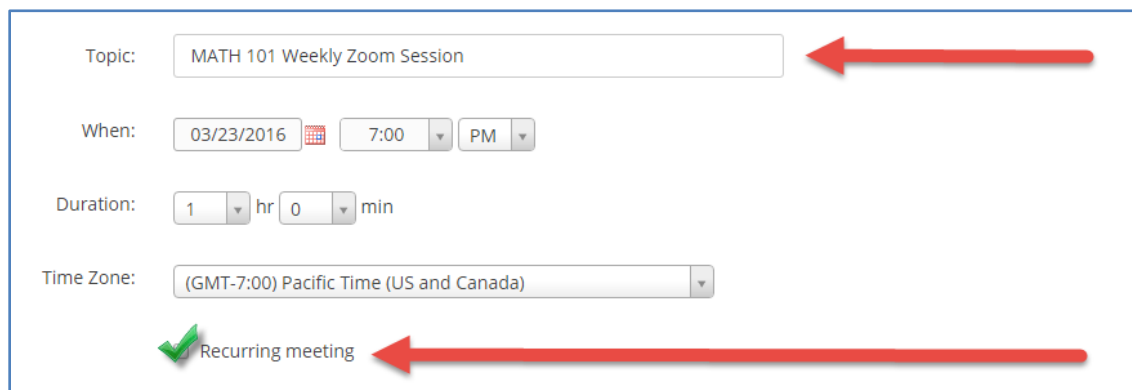 Topic: MATH 101 Weekly Zoom Session
When: 03/23/2016 7:00 PM
Duration: 1 hr 0 min
Time Zone: (GMT-7:00) Pacific Time (US and Canada)
Recurring meeting